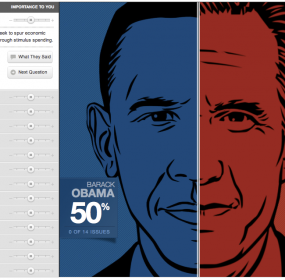 IMPORTANCE TO YOU
eek to spur economic
rough stimulus spending.
What They Said
Next Question
BARACK
OBAMA
50%
0 OF 14 ISSUES